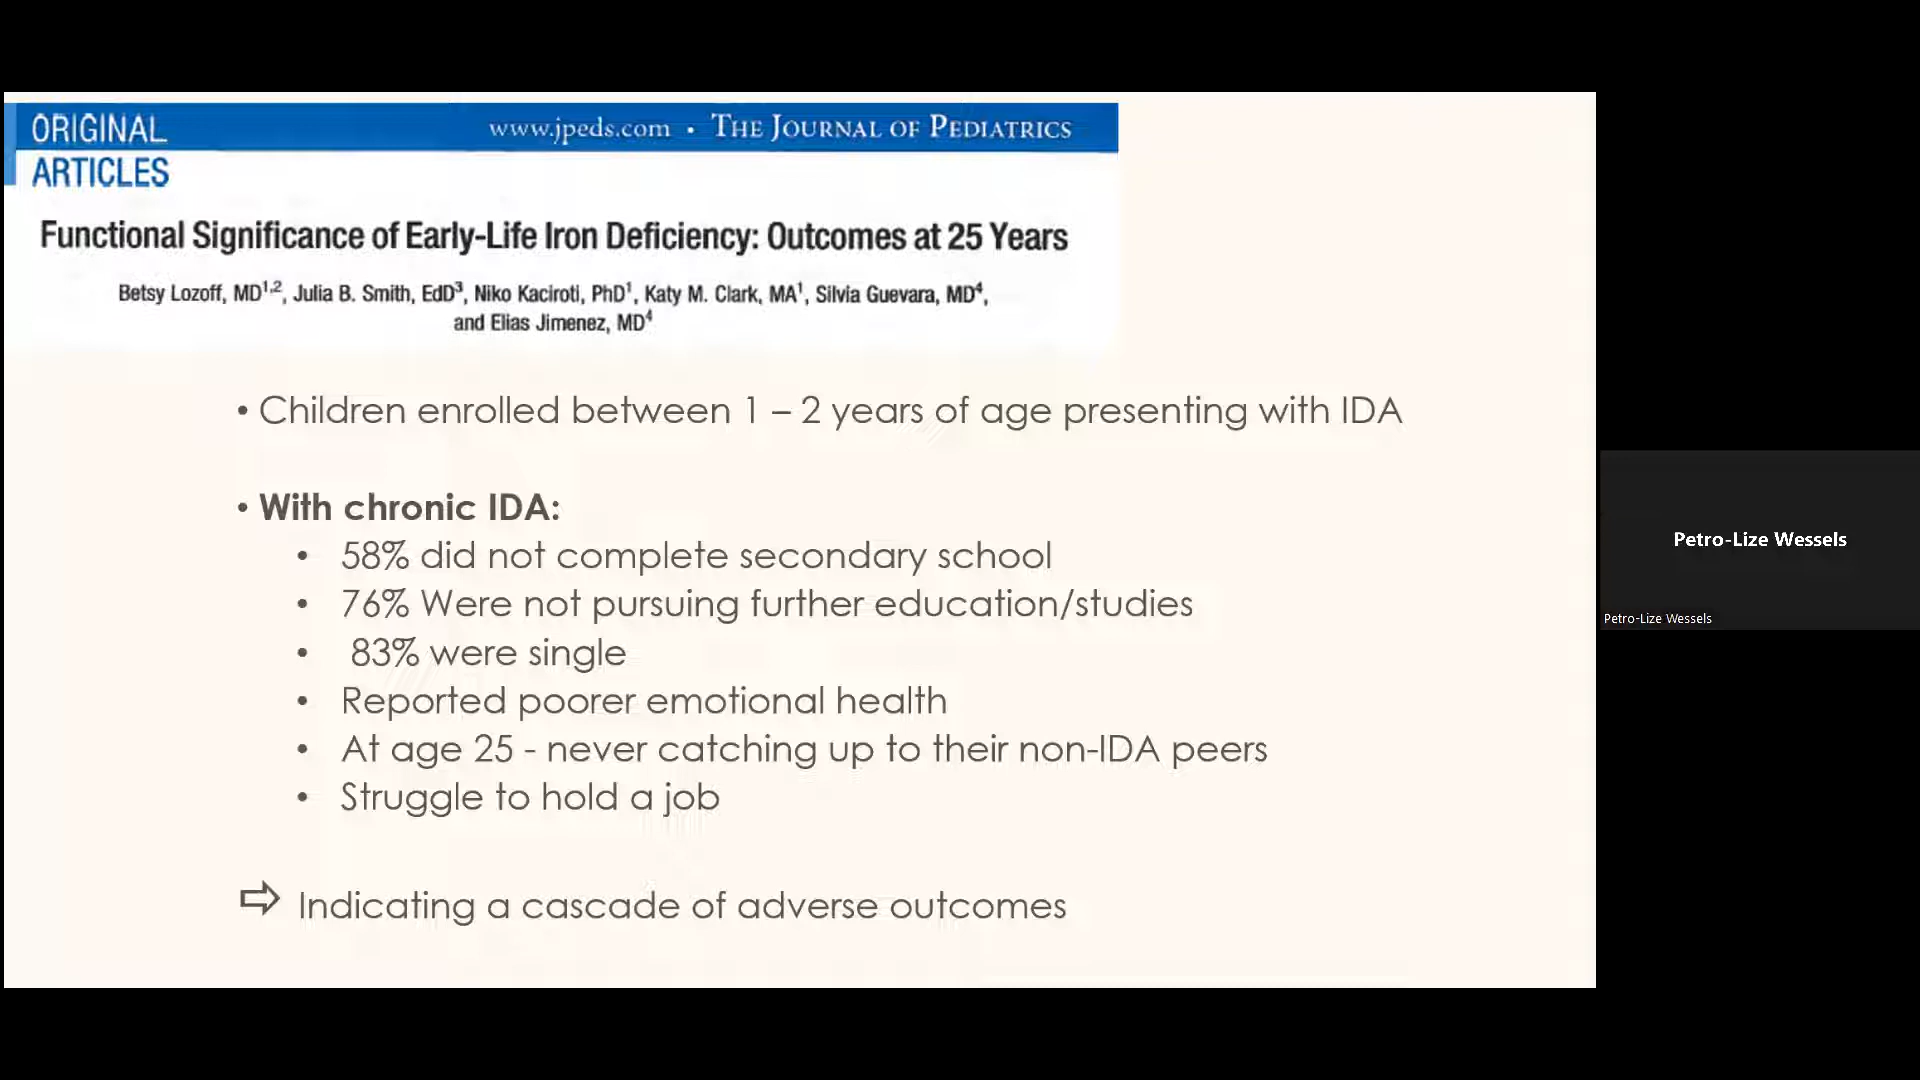 ORIGINAL
ARTICLES
www.jpeds.com • THE JOURNAL OF PEDIATRICS
Functional Significance of Early-Life Iron Deficiency: Outcomes at 25 Years
Betsy Lozoff, MD1,2, Julia B. Smith, EdD3, Niko Kaciroti, PhD1, Katy M. Clark, MA1, Silvia Guevara, MD4,
and Elias Jimenez, MD4
• Children enrolled between 1 – 2 years of age presenting with IDA
• With chronic IDA:
• 58% did not complete secondary school
• 76% Were not pursuing further education/studies
• 83% were single
• Reported poorer emotional health
• At age 25 - never catching up to their non-IDA peers
• Struggle to hold a job
⇨ Indicating a cascade of adverse outcomes
Petro-Lize Wessels
Petro-Lize Wessels